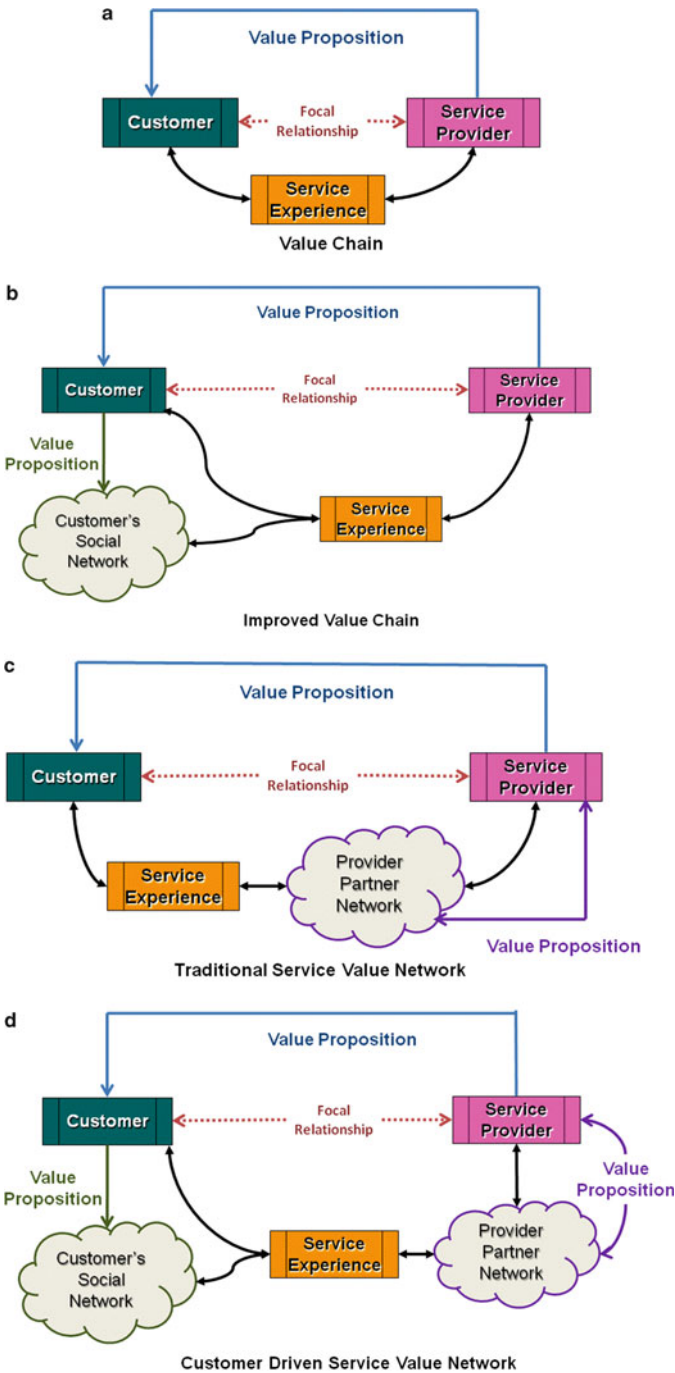 a
Value Proposition
Customer
Focal
Relationship
Service
Provider
Service
Experience
Value Chain
b
Value Proposition
Customer
Focal
Relationship
Service
Provider
Value
Proposition
Customer's
Social
Network
Service
Experience
Improved Value Chain
c
Value Proposition
Customer
Focal
Relationship
Service
Provider
Service
Experience
Provider
Partner
Network
Value Proposition
Traditional Service Value Network
d
Value Proposition
Customer
Focal
Relationship
Service
Provider
Value
Proposition
Value
Proposition
Customer's
Social
Network
Service
Experience
Provider
Partner
Network
Customer Driven Service Value Network